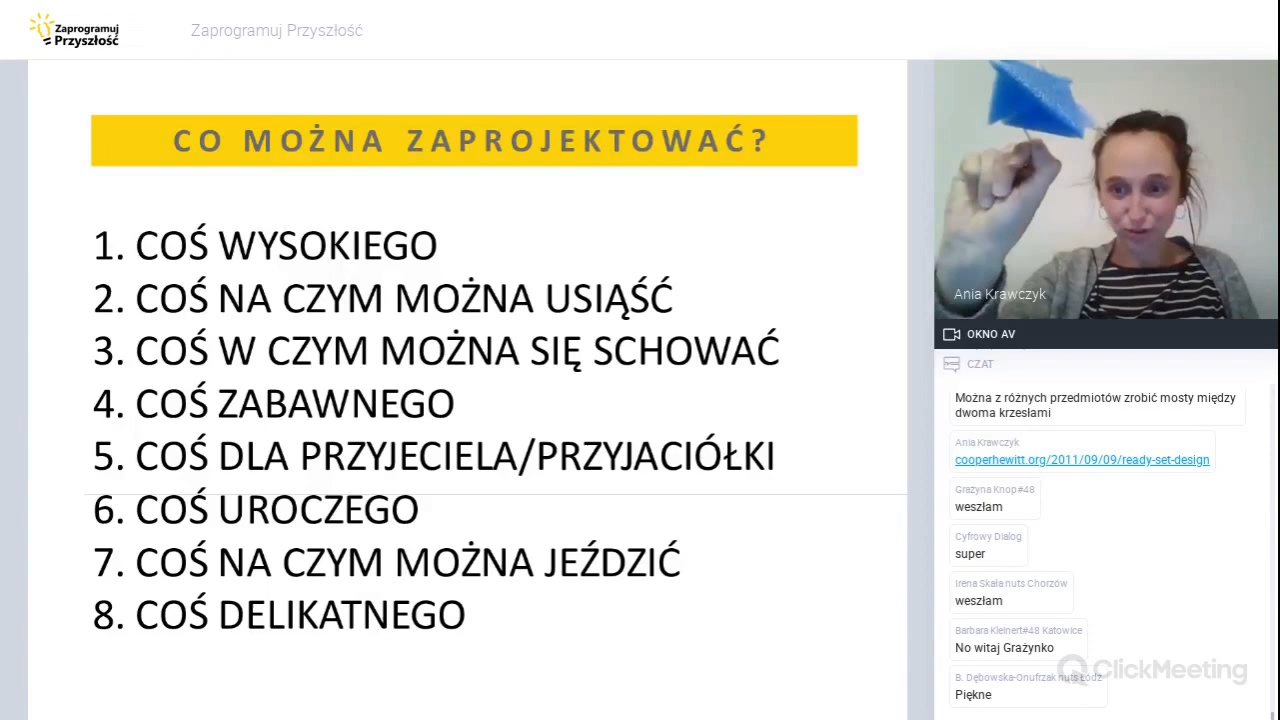 Zaprogramuj
Przyszłość
Zaprogramuj Przyszłość
CO MOŻNA ZAPROJEKTOWAĆ?
1. COŚ WYSOKIEGO
2. COŚ NA CZYM MOŻNA USIĄŚĆ
3. COŚ W CZYM MOŻNA SIĘ SCHOWAĆ
4. COŚ ZABAWNEGO
5. COŚ DLA PRZYJECIELA/PRZYJACIÓŁKI
6. COŚ UROCZEGO
7. COŚ NA CZYM MOŻNA JEŹDZIĆ
8. COŚ DELIKATNEGO
Ania Krawczyk
OKNO AV
CZAT
Można z różnych przedmiotów zrobić mosty między
dwoma krzesłami
Ania Krawczyk
cooperhewitt.org/2011/09/09/ready-set-design
Grażyna Knop#48
weszłam
Cyfrowy Dialog
super
Irena Skała nuts Chorzów
weszłam
Barbara Kleinert#48 Katowice
No witaj Grażynko
B. Dębowska-Onufrzak nuts Łódź
Piękne
ClickMeeting